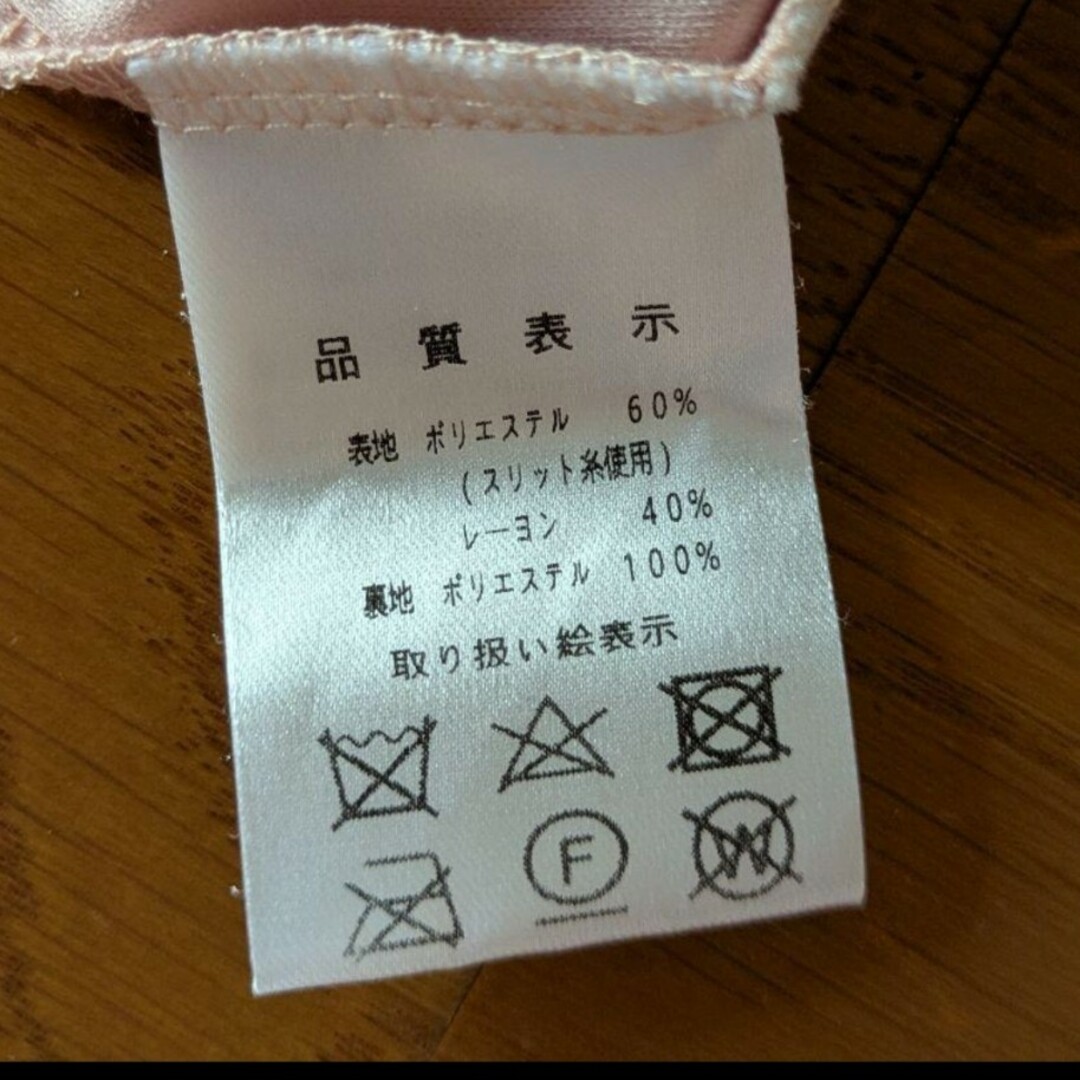 品質表示
表地 ポリエステル 60%
(スリット糸使用)
レーヨン 40%
裏地 ポリエステル 100%
取り扱い絵表示
F W